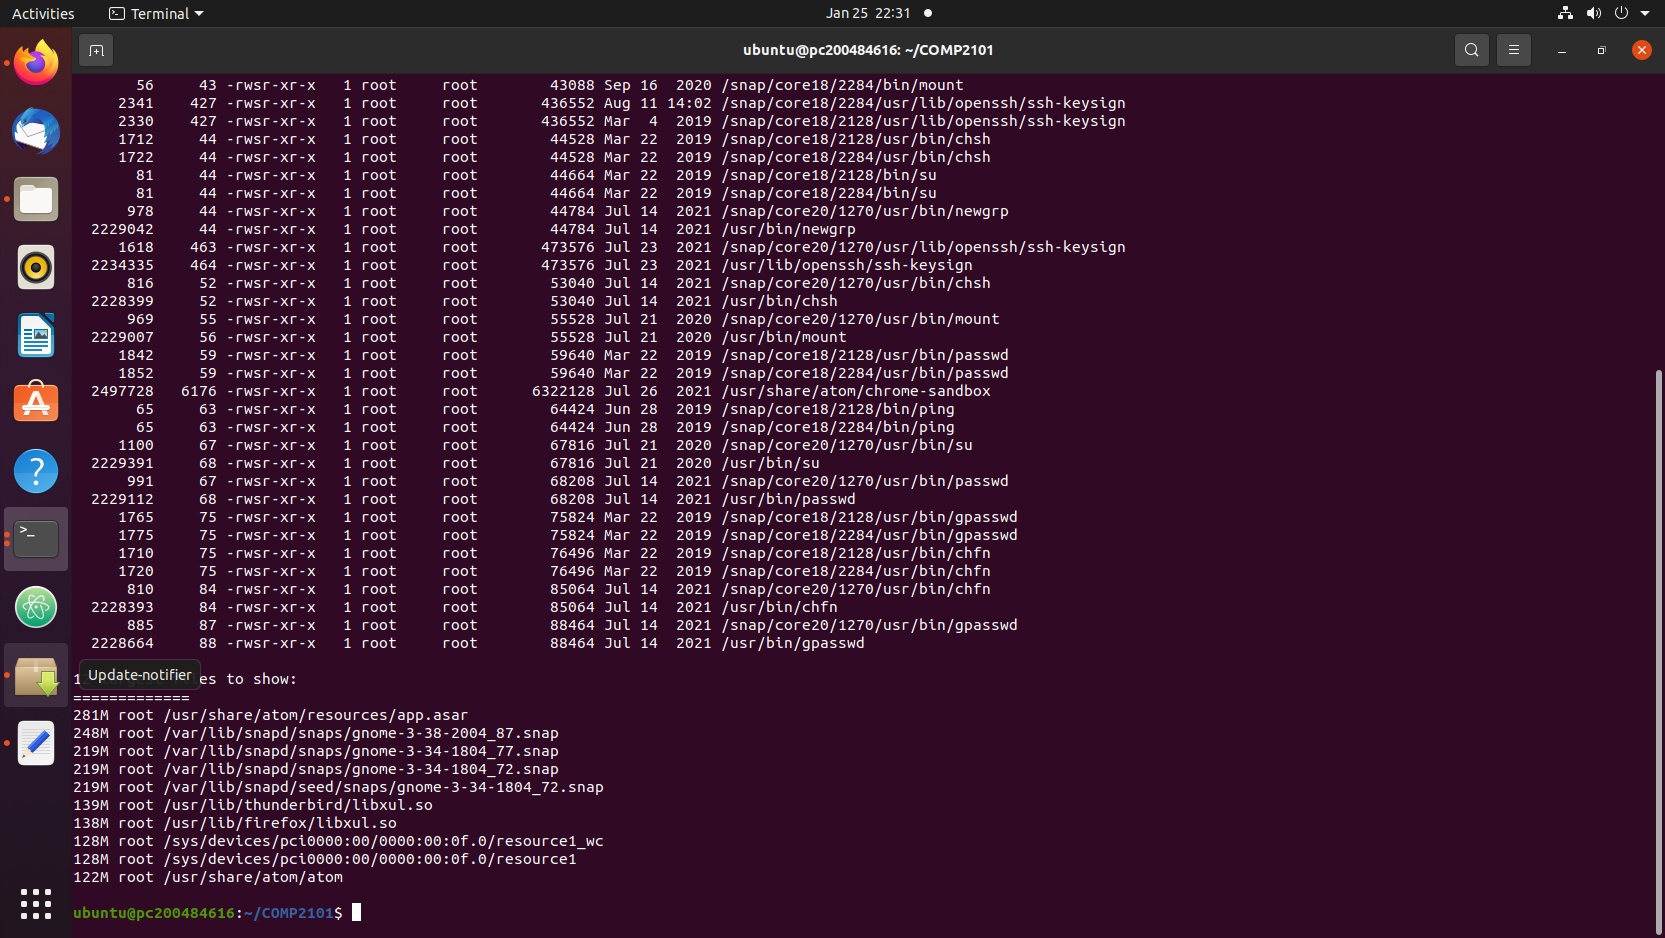 Activities Terminal Jan 25 22:31
ubuntu@pc200484616: ~/COMP2101
56 43 -rwsr-xr-x 1 root root 43088 Sep 16 2020 /snap/core18/2284/bin/mount
2341 427 -rwsr-xr-x 1 root root 436552 Aug 11 14:02 /snap/core18/2284/usr/lib/openssh/ssh-keysign
2330 427 -rwsr-xr-x 1 root root 436552 Mar 4 2019 /snap/core18/2128/usr/lib/openssh/ssh-keysign
1712 44 -rwsr-xr-x 1 root root 44528 Mar 22 2019 /snap/core18/2128/usr/bin/chsh
1722 44 -rwsr-xr-x 1 root root 44528 Mar 22 2019 /snap/core18/2284/usr/bin/chsh
81 44 -rwsr-xr-x 1 root root 44664 Mar 22 2019 /snap/core18/2128/bin/su
81 44 -rwsr-xr-x 1 root root 44664 Mar 22 2019 /snap/core18/2284/bin/su
978 44 -rwsr-xr-x 1 root root 44784 Jul 14 2021 /snap/core20/1270/usr/bin/newgrp
2229042 44 -rwsr-xr-x 1 root root 44784 Jul 14 2021 /usr/bin/newgrp
1618 463 -rwsr-xr-x 1 root root 473576 Jul 23 2021 /snap/core20/1270/usr/lib/openssh/ssh-keysign
2234335 464 -rwsr-xr-x 1 root root 473576 Jul 23 2021 /usr/lib/openssh/ssh-keysign
816 52 -rwsr-xr-x 1 root root 53040 Jul 14 2021 /snap/core20/1270/usr/bin/chsh
2228399 52 -rwsr-xr-x 1 root root 53040 Jul 14 2021 /usr/bin/chsh
969 55 -rwsr-xr-x 1 root root 55528 Jul 21 2020 /snap/core20/1270/usr/bin/mount
2229007 56 -rwsr-xr-x 1 root root 55528 Jul 21 2020 /usr/bin/mount
1842 59 -rwsr-xr-x 1 root root 59640 Mar 22 2019 /snap/core18/2128/usr/bin/passwd
1852 59 -rwsr-xr-x 1 root root 59640 Mar 22 2019 /snap/core18/2284/usr/bin/passwd
2497728 6176 -rwsr-xr-x 1 root root 6322128 Jul 26 2021 /usr/share/atom/chrome-sandbox
65 63 -rwsr-xr-x 1 root root 64424 Jun 28 2019 /snap/core18/2128/bin/ping
65 63 -rwsr-xr-x 1 root root 64424 Jun 28 2019 /snap/core18/2284/bin/ping
1100 67 -rwsr-xr-x 1 root root 67816 Jul 21 2020 /snap/core20/1270/usr/bin/su
2229391 68 -rwsr-xr-x 1 root root 67816 Jul 21 2020 /usr/bin/su
991 67 -rwsr-xr-x 1 root root 68208 Jul 14 2021 /snap/core20/1270/usr/bin/passwd
2229112 68 -rwsr-xr-x 1 root root 68208 Jul 14 2021 /usr/bin/passwd
1765 75 -rwsr-xr-x 1 root root 75824 Mar 22 2019 /snap/core18/2128/usr/bin/gpasswd
1775 75 -rwsr-xr-x 1 root root 75824 Mar 22 2019 /snap/core18/2284/usr/bin/gpasswd
1710 75 -rwsr-xr-x 1 root root 76496 Mar 22 2019 /snap/core18/2128/usr/bin/chfn
1720 75 -rwsr-xr-x 1 root root 76496 Mar 22 2019 /snap/core18/2284/usr/bin/chfn
810 84 -rwsr-xr-x 1 root root 85064 Jul 14 2021 /snap/core20/1270/usr/bin/chfn
2228393 84 -rwsr-xr-x 1 root root 85064 Jul 14 2021 /usr/bin/chfn
885 87 -rwsr-xr-x 1 root root 88464 Jul 14 2021 /snap/core20/1270/usr/bin/gpasswd
2228664 88 -rwsr-xr-x 1 root root 88464 Jul 14 2021 /usr/bin/gpasswd
Update-notifier
to show:
=============
281M root /usr/share/atom/resources/app.asar
248M root /var/lib/snapd/snaps/gnome-3-38-2004_87.snap
219M root /var/lib/snapd/snaps/gnome-3-34-1804_77.snap
219M root /var/lib/snapd/snaps/gnome-3-34-1804_72.snap
219M root /var/lib/snapd/seed/snaps/gnome-3-34-1804_72.snap
139M root /usr/lib/thunderbird/libxul.so
138M root /usr/lib/firefox/libxul.so
128M root /sys/devices/pci0000:00/0000:00:0f.0/resource1_wc
128M root /sys/devices/pci0000:00/0000:00:0f.0/resource1
122M root /usr/share/atom/atom
ubuntu@pc200484616:~/COMP2101$